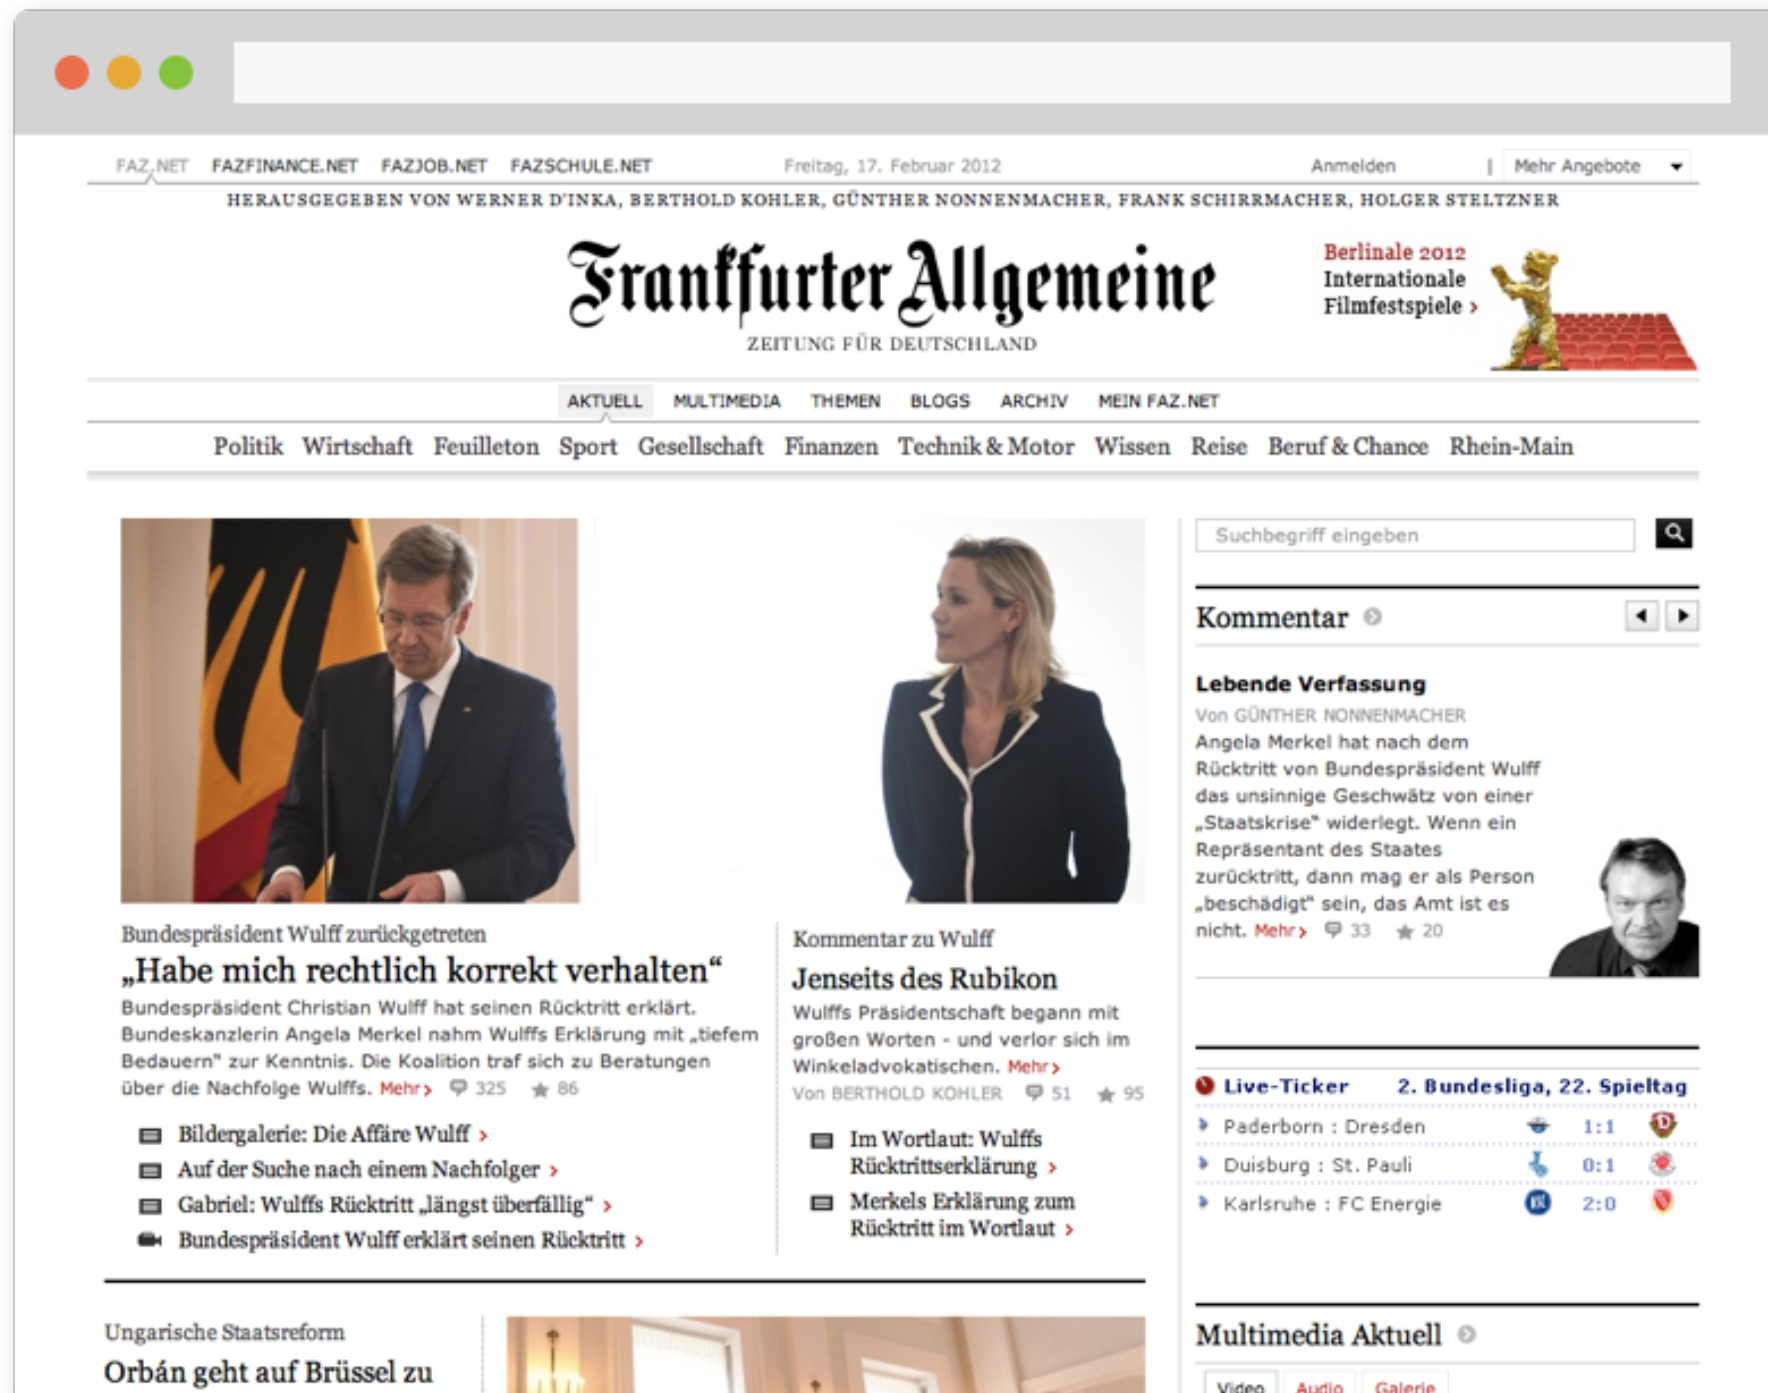 FAZ.NET FAZFINANCE.NET FAZJOB.NET FAZSCHULE.NET Freitag, 17. Februar 2012 Anmelden | Mehr Angebote
HERAUSGEGEBEN VON WERNER D'INKA, BERTHOLD KOHLER, GÜNTHER NONNENMACHER, FRANK SCHIRRMACHER, HOLGER STELTZNER
Frankfurter Allgemeine
ZEITUNG FÜR DEUTSCHLAND
Berlinale 2012
Internationale
Filmfestspiele ›
AKTUELL MULTIMEDIA THEMEN BLOGS ARCHIV MEIN FAZ.NET
Politik Wirtschaft Feuilleton Sport Gesellschaft Finanzen Technik & Motor Wissen Reise Beruf & Chance Rhein-Main
Bundespräsident Wulff zurückgetreten
„Habe mich rechtlich korrekt verhalten“
Bundespräsident Christian Wulff hat seinen Rücktritt erklärt.
Bundeskanzlerin Angela Merkel nahm Wulffs Erklärung mit „tiefem
Bedauern“ zur Kenntnis. Die Koalition traf sich zu Beratungen
über die Nachfolge Wulffs. Mehr › 325 86
Bildergalerie: Die Affäre Wulff ›
Auf der Suche nach einem Nachfolger ›
Gabriel: Wulffs Rücktritt „längst überfällig“ ›
Bundespräsident Wulff erklärt seinen Rücktritt ›
Kommentar zu Wulff
Jenseits des Rubikon
Wulffs Präsidentschaft begann mit
großen Worten - und verlor sich im
Winkeladvokatischen. Mehr ›
Von BERTHOLD KOHLER 51 95
Im Wortlaut: Wulffs
Rücktrittserklärung ›
Merkels Erklärung zum
Rücktritt im Wortlaut ›
Ungarische Staatsreform
Orbán geht auf Brüssel zu
Suchbegriff eingeben
Kommentar
Lebende Verfassung
Von GÜNTHER NONNENMACHER
Angela Merkel hat nach dem
Rücktritt von Bundespräsident Wulff
das unsinnige Geschwätz von einer
„Staatskrise“ widerlegt. Wenn ein
Repräsentant des Staates
zurücktritt, dann mag er als Person
„beschädigt“ sein, das Amt ist es
nicht. Mehr › 33 20
Live-Ticker 2. Bundesliga, 22. Spieltag
Paderborn : Dresden 1:1
Duisburg : St. Pauli 0:1
Karlsruhe : FC Energie 2:0
Multimedia Aktuell
Video Audio Galerie